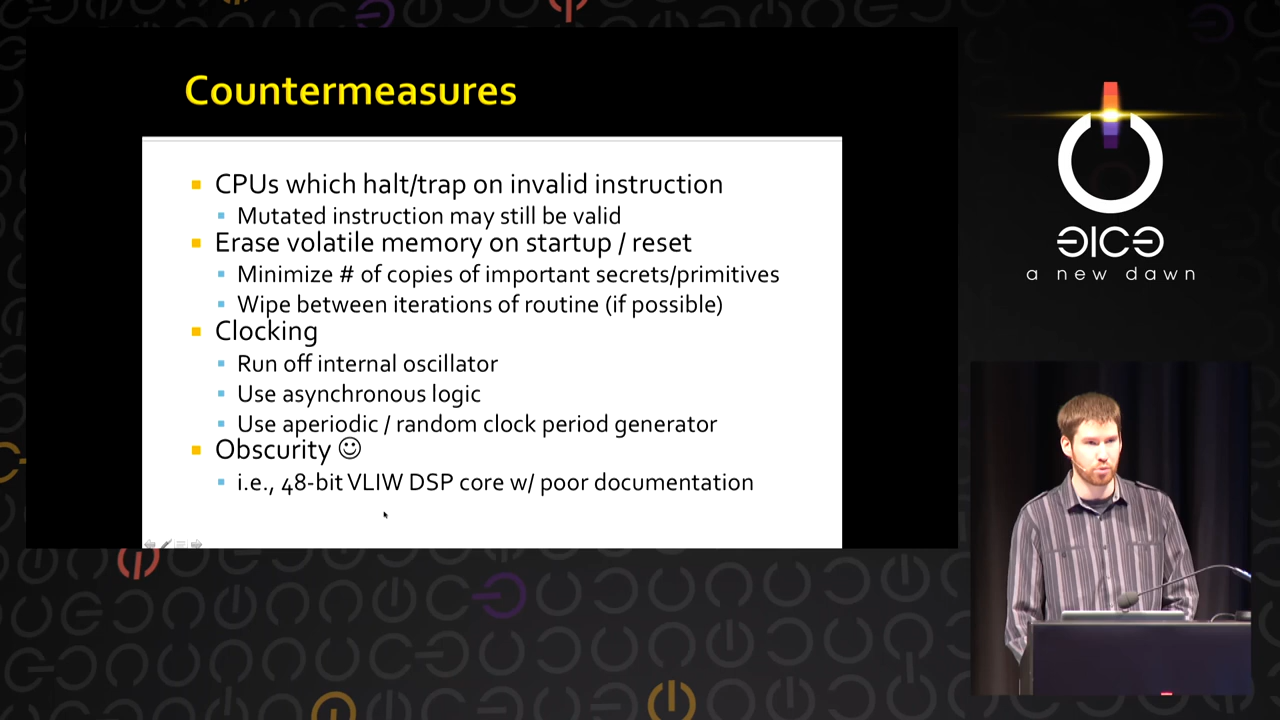 Countermeasures
CPUs which halt/trap on invalid instruction
Mutated instruction may still be valid
Erase volatile memory on startup / reset
Minimize # of copies of important secrets/primitives
Wipe between iterations of routine (if possible)
Clocking
Run off internal oscillator
Use asynchronous logic
Use aperiodic / random clock period generator
Obscurity ☺
i.e., 48-bit VLIW DSP core w/ poor documentation
a new dawn